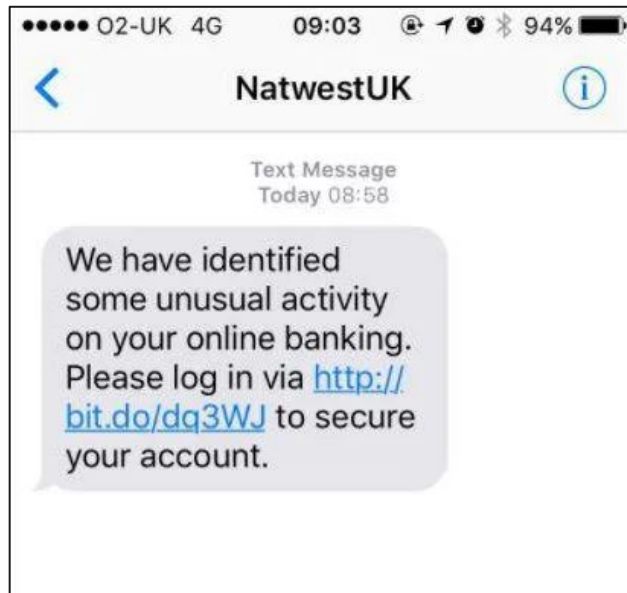 O2-UK 4G 09:03 94%
NatwestUK
Text Message
Today 08:58
We have identified
some unusual activity
on your online banking.
Please log in via http://
bit.do/dq3WJ to secure
your account.